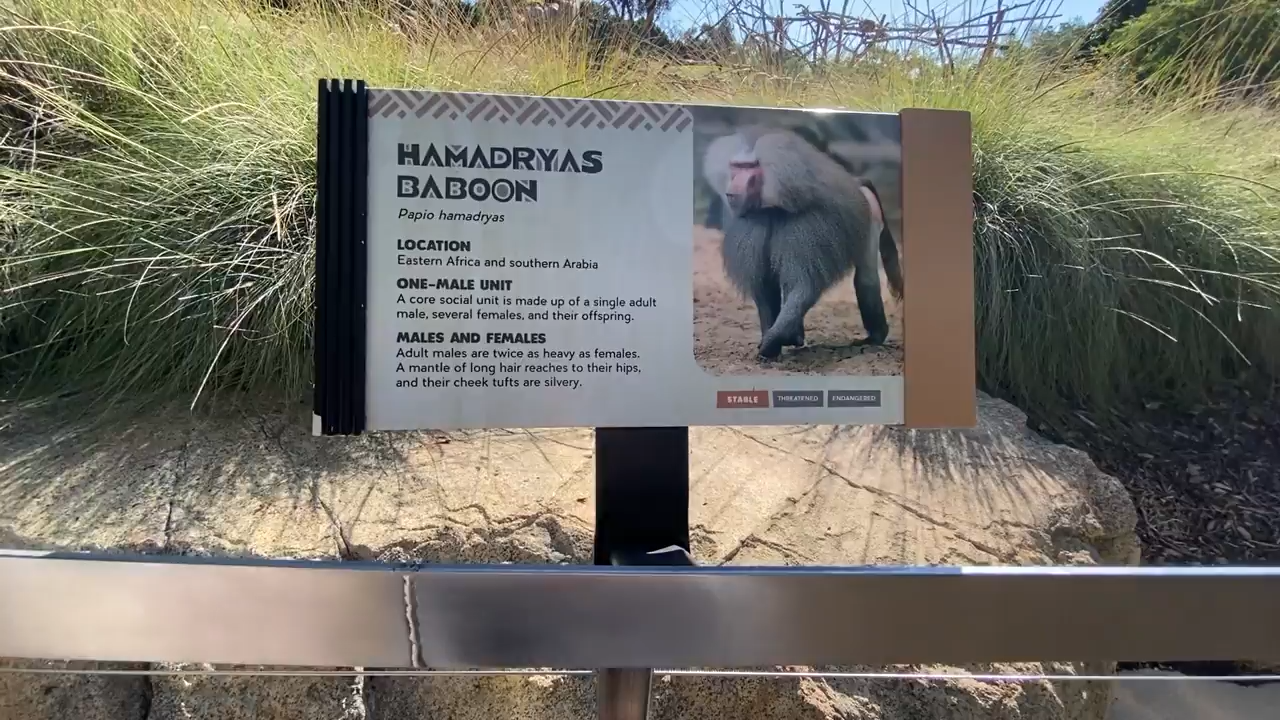 HAMADRYAS
BABOON
Papio hamadryas
LOCATION
Eastern Africa and southern Arabia
ONE-MALE UNIT
A core social unit is made up of a single adult
male, several females, and their offspring.
MALES AND FEMALES
Adult males are twice as heavy as females.
A mantle of long hair reaches to their hips,
and their cheek tufts are silvery.
STABLE THREATENED ENDANGERED